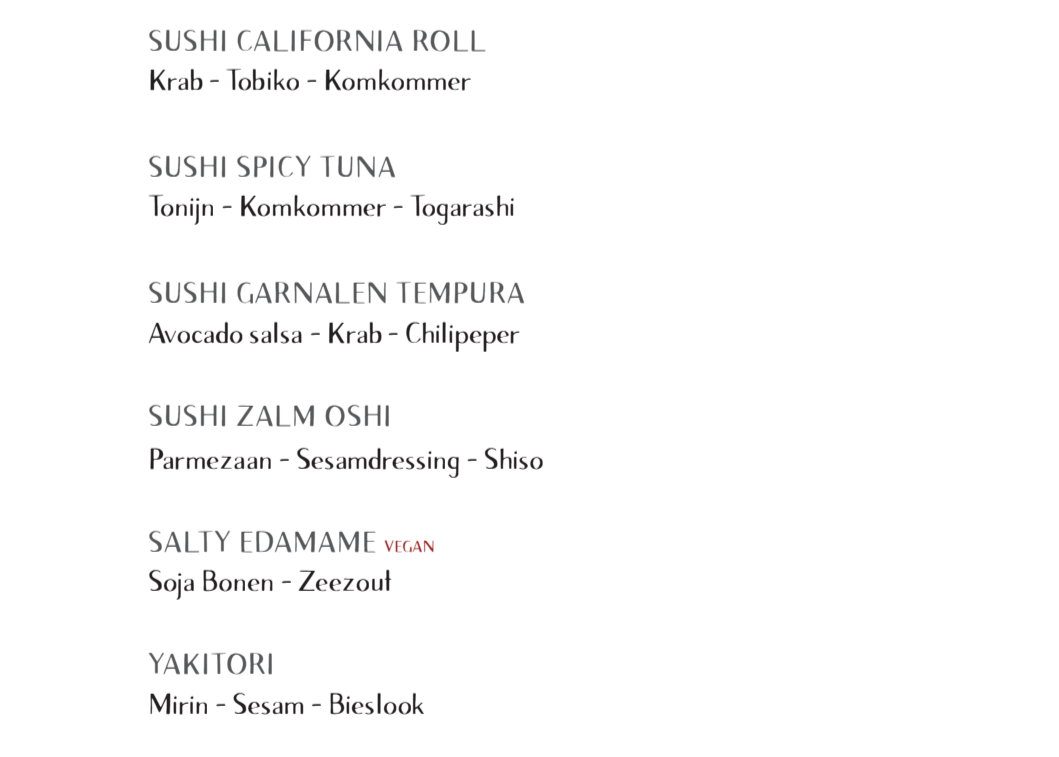 SUSHI CALIFORNIA ROLL
Krab - Tobiko - Komkommer
SUSHI SPICY TUNA
Tonijn - Komkommer - Togarashi
SUSHI GARNALEN TEMPURA
Avocado salsa - Krab - Chilipeper
SUSHI ZALM OSHI
Parmezaan - Sesamdressing - Shiso
SALTY EDAMAME VEGAN
Soja Bonen - Zeezout
YAKITORI
Mirin - Sesam - Bieslook